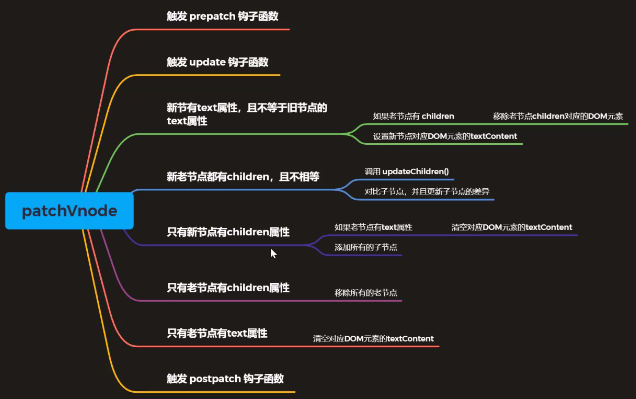 触发 prepatch 钩子函数
触发 update 钩子函数
新节有text属性，且不等于旧节点的
text属性
如果老节点有 children
移除老节点children对应的DOM元素
设置新节点对应DOM元素的textContent
新老节点都有children，且不相等
调用 updateChildren()
对比子节点，并且更新子节点的差异
patchVnode
只有新节点有children属性
如果老节点有text属性
清空对应DOM元素的textContent
添加所有的子节点
只有老节点有children属性
移除所有的老节点
只有老节点有text属性
清空对应DOM元素的textContent
触发 postpatch 钩子函数